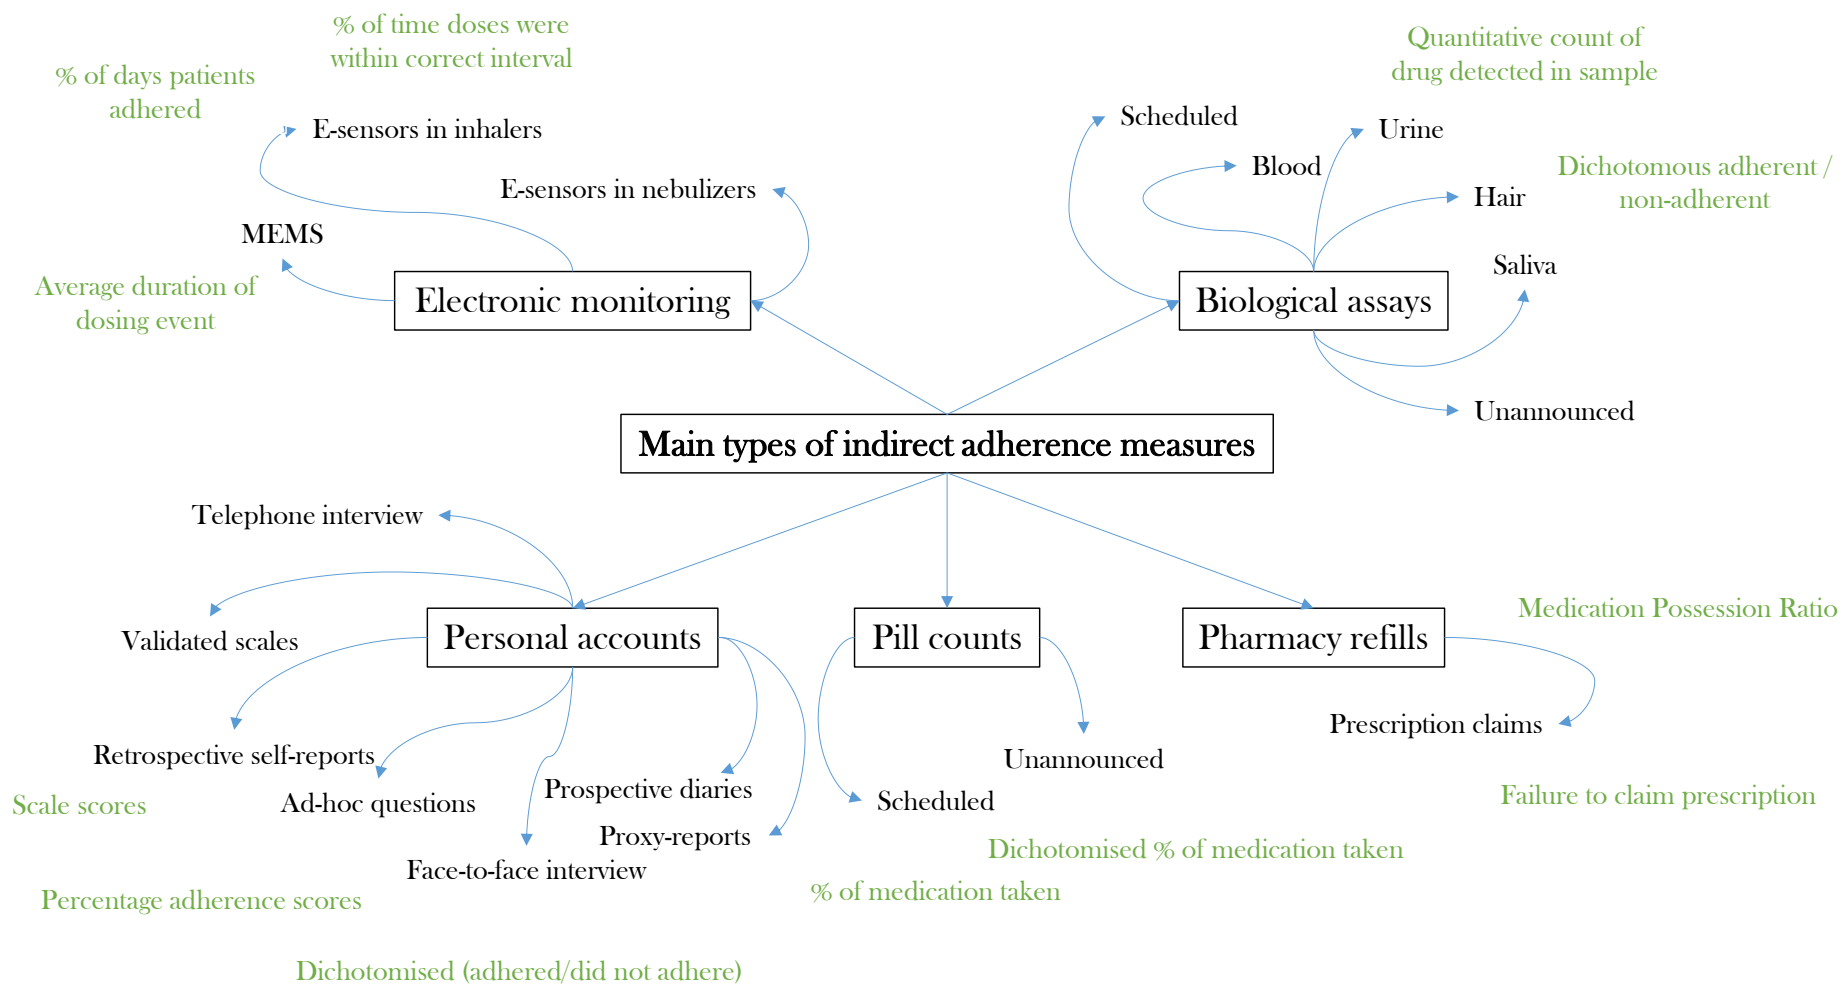 % of time doses were
within correct interval
% of days patients
adhered
E-sensors in inhalers
E-sensors in nebulizers
MEMS
Average duration of
dosing event
Electronic monitoring
Quantitative count of
drug detected in sample
Scheduled
Urine
Blood
Dichotomous adherent /
non-adherent
Hair
Saliva
Biological assays
Unannounced
Main types of indirect adherence measures
Telephone interview
Validated scales
Personal accounts
Retrospective self-reports
Scale scores
Ad-hoc questions
Prospective diaries
Proxy-reports
Face-to-face interview
Percentage adherence scores
Dichotomised (adhered/did not adhere)
Pill counts
Unannounced
Scheduled
Dichotomised % of medication taken
% of medication taken
Pharmacy refills
Medication Possession Ratio
Prescription claims
Failure to claim prescription